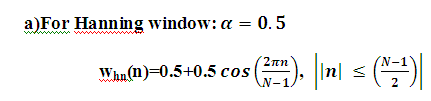 a)For Hanning window: α = 0.5
Whn(n)=0.5+0.5 cos (2πn/N−1), ||n| ≤ (N−1/2)|